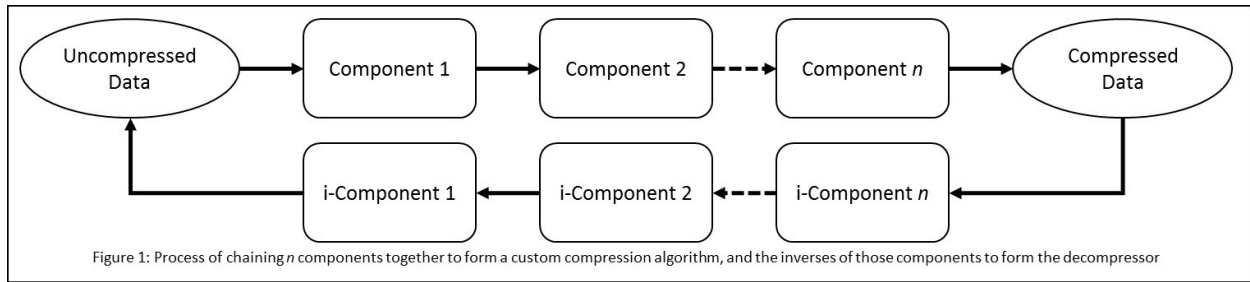 Uncompressed
Data
Component 1
Component 2
Component n
Compressed
Data
i-Component 1
i-Component 2
i-Component n
Figure 1: Process of chaining n components together to form a custom compression algorithm, and the inverses of those components to form the decompressor